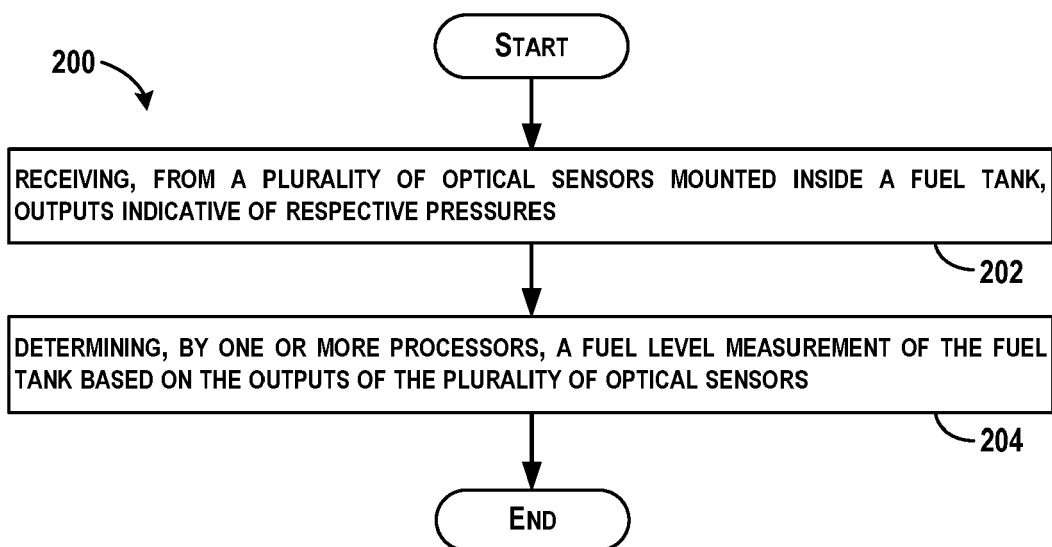 START
200
RECEIVING, FROM A PLURALITY OF OPTICAL SENSORS MOUNTED INSIDE A FUEL TANK,
OUTPUTS INDICATIVE OF RESPECTIVE PRESSURES
202
DETERMINING, BY ONE OR MORE PROCESSORS, A FUEL LEVEL MEASUREMENT OF THE FUEL
TANK BASED ON THE OUTPUTS OF THE PLURALITY OF OPTICAL SENSORS
204
END